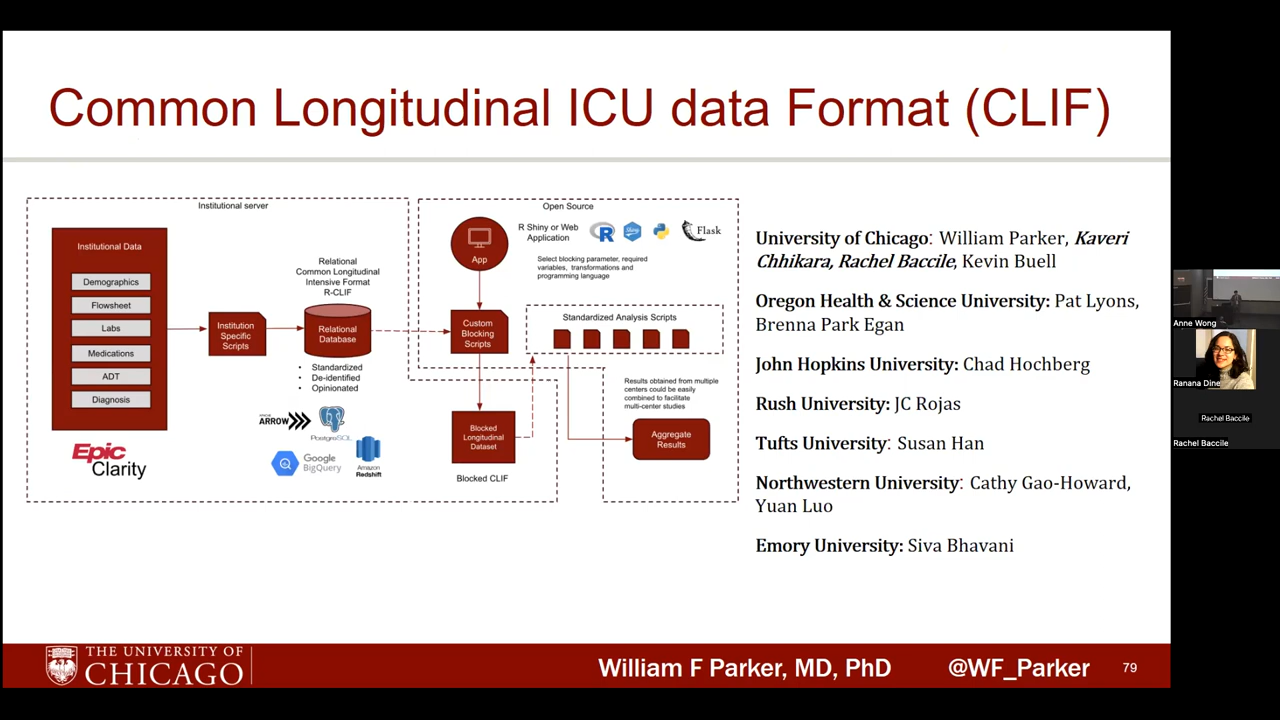 Common Longitudinal ICU data Format (CLIF)
Institutional server
Institutional Data
Demographics
Flowsheet
Labs
Medications
ADT
Diagnosis
Epic
Clarity
Institution
Specific
Scripts
Relational
Common Longitudinal
Intensive Format
R-CLIF
Relational
Database
• Standardized
• De-identified
• Opinionated
ARROW
PostgreSQL
Google
BigQuery
Amazon
Redshift
Open Source
App
R Shiny or Web
Application
R
Shiny
Flask
Select blocking parameter, required
variables, transformations and
programming language
Custom
Blocking
Scripts
Standardized Analysis Scripts
Blocked
Longitudinal
Dataset
Blocked CLIF
Results obtained from multiple
centers could be easily
combined to facilitate
multi-center studies
Aggregate
Results
University of Chicago: William Parker, Kaveri
Chhikara, Rachel Baccile, Kevin Buell
Oregon Health & Science University: Pat Lyons,
Brenna Park Egan
John Hopkins University: Chad Hochberg
Rush University: JC Rojas
Tufts University: Susan Han
Northwestern University: Cathy Gao-Howard,
Yuan Luo
Emory University: Siva Bhavani
THE UNIVERSITY OF
CHICAGO
William F Parker, MD, PhD
@WF_Parker
79
Anne Wong
Ranana Dine
Rachel Baccile
Rachel Baccile